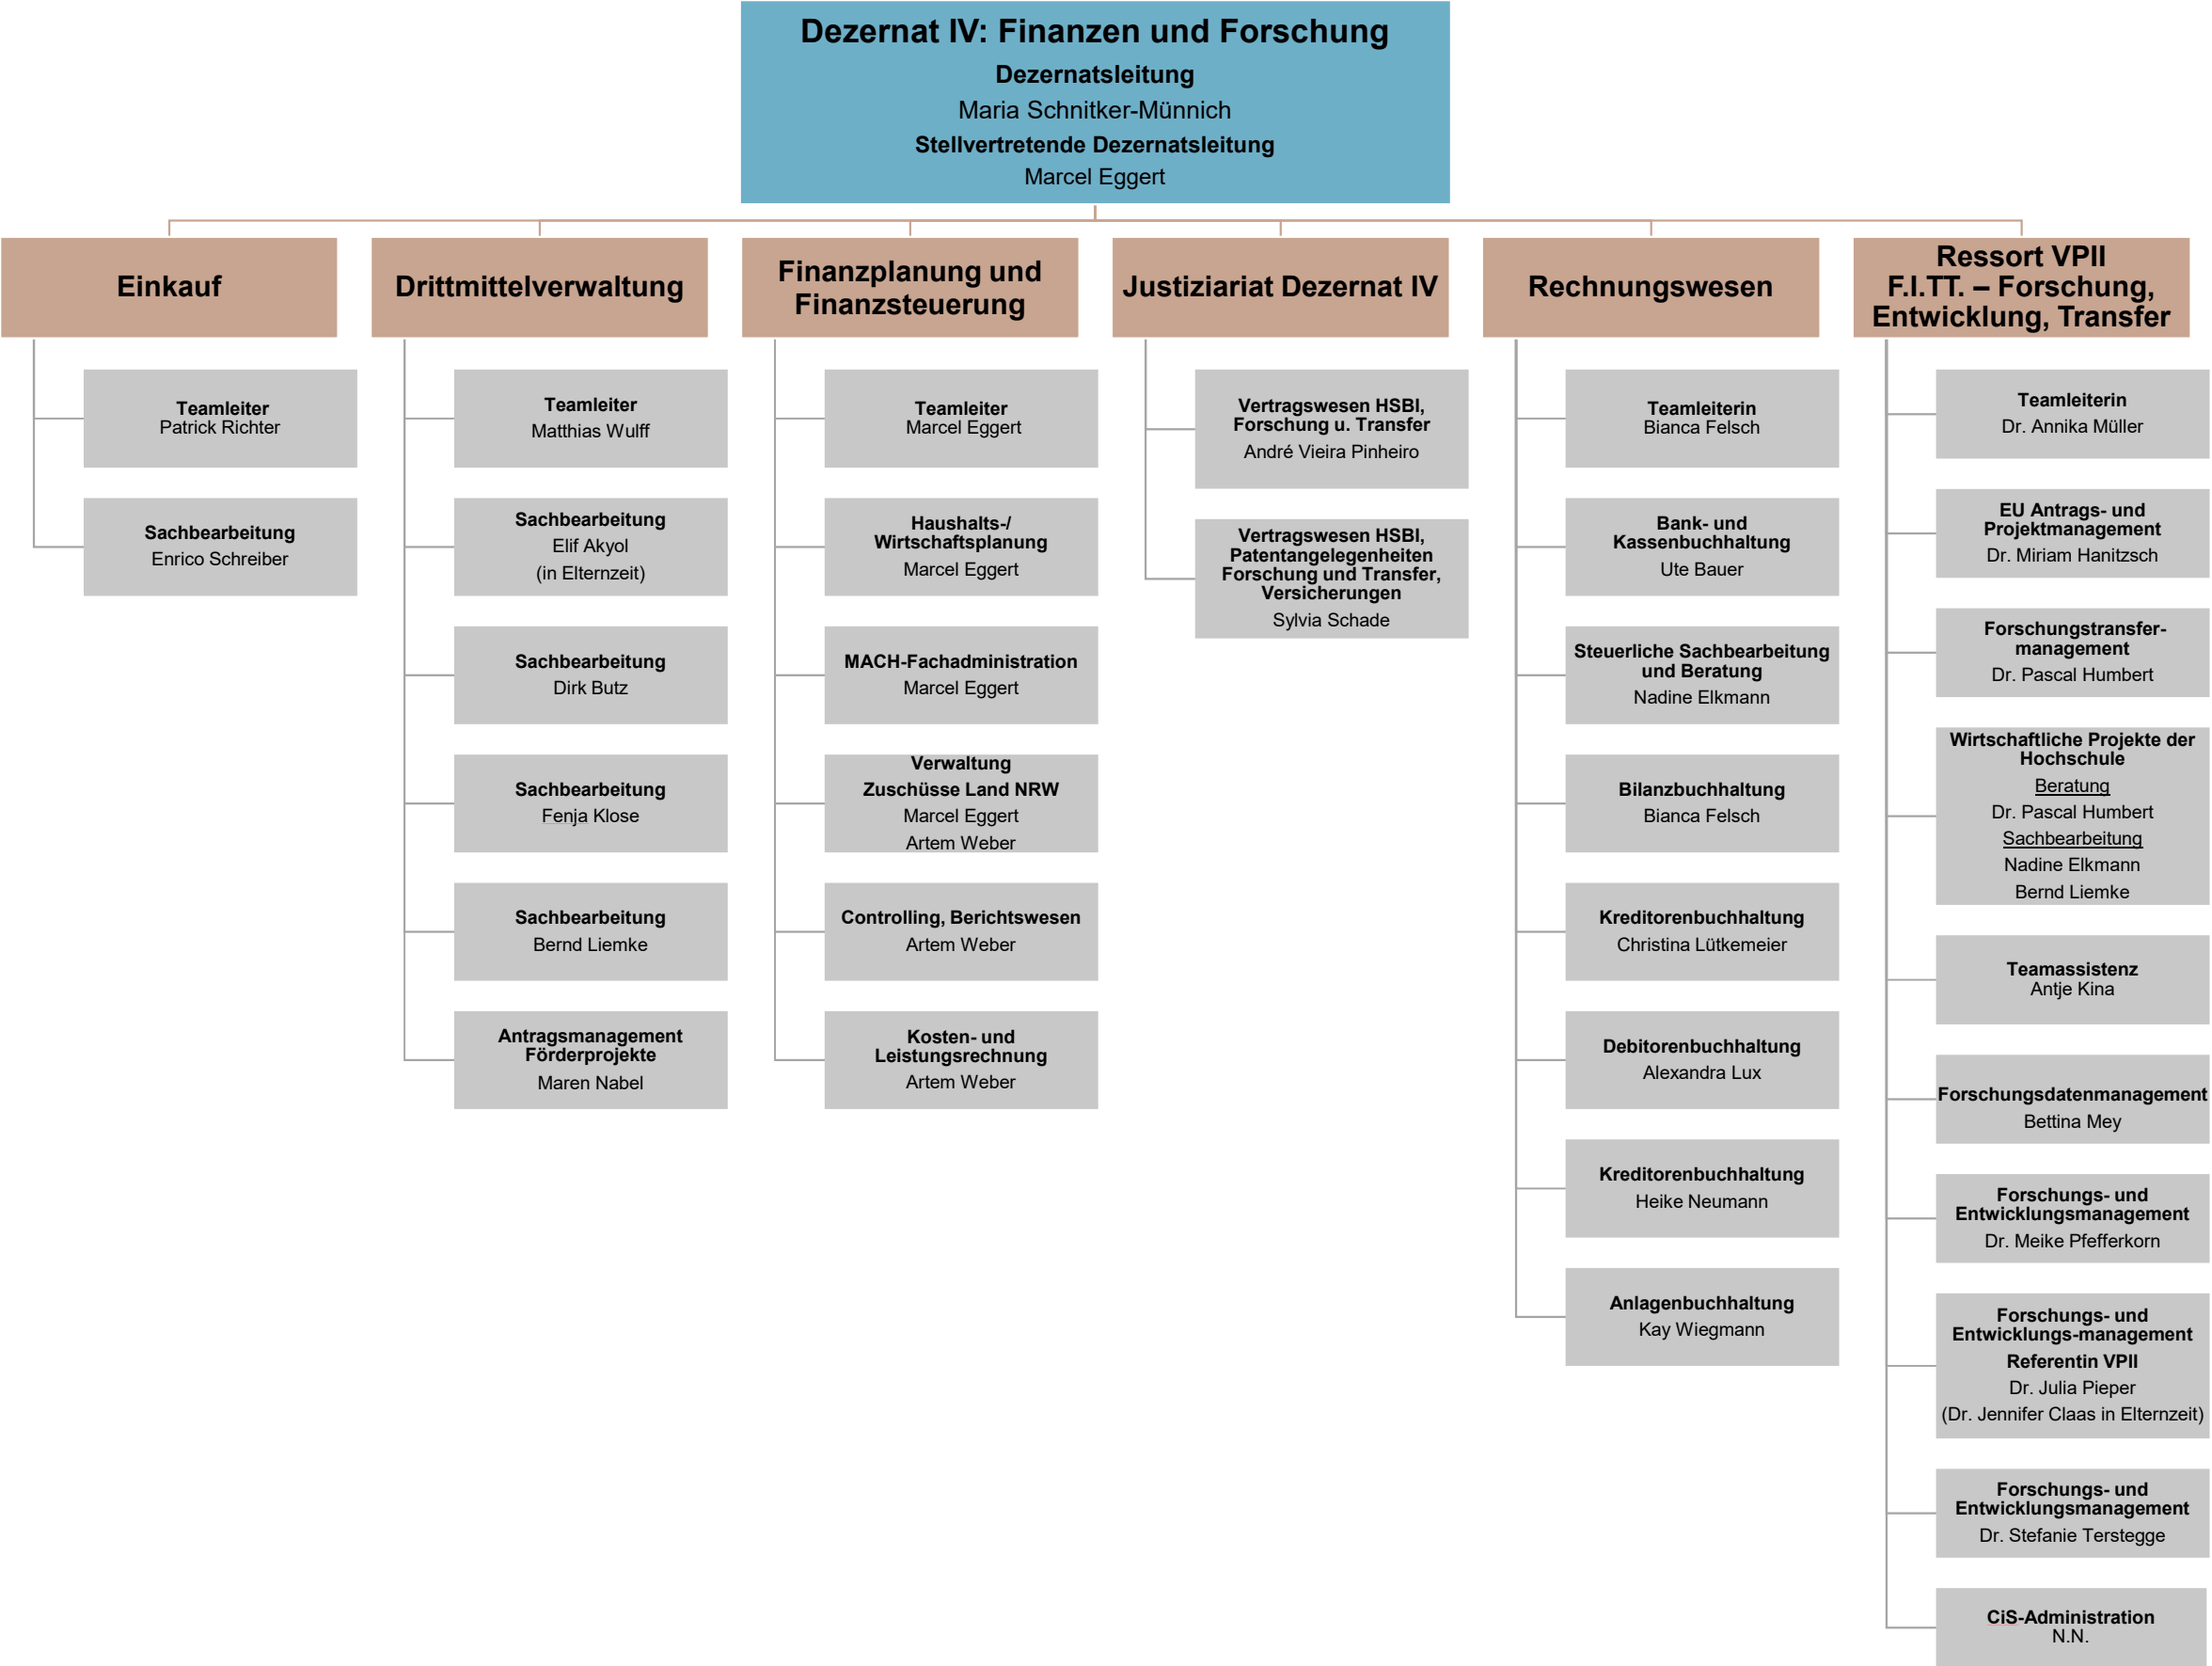 Dezernat IV: Finanzen und Forschung
Dezernatsleitung
Maria Schnitker-Münnich
Stellvertretende Dezernatsleitung
Marcel Eggert
Einkauf
Teamleiter
Patrick Richter
Sachbearbeitung
Enrico Schreiber
Drittmittelverwaltung
Teamleiter
Matthias Wulff
Sachbearbeitung
Elif Akyol
(in Elternzeit)
Sachbearbeitung
Dirk Butz
Sachbearbeitung
Fenja Klose
Sachbearbeitung
Bernd Liemke
Antragsmanagement
Förderprojekte
Maren Nabel
Finanzplanung und
Finanzsteuerung
Teamleiter
Marcel Eggert
Haushalts-/
Wirtschaftsplanung
Marcel Eggert
MACH-Fachadministration
Marcel Eggert
Verwaltung
Zuschüsse Land NRW
Marcel Eggert
Artem Weber
Controlling, Berichtswesen
Artem Weber
Kosten- und
Leistungsrechnung
Artem Weber
Justiziariat Dezernat IV
Vertragswesen HSBI,
Forschung u. Transfer
André Vieira Pinheiro
Vertragswesen HSBI,
Patentangelegenheiten
Forschung und Transfer,
Versicherungen
Sylvia Schade
Rechnungswesen
Teamleiterin
Bianca Felsch
Bank- und
Kassenbuchhaltung
Ute Bauer
Steuerliche Sachbearbeitung
und Beratung
Nadine Elkmann
Bilanzbuchhaltung
Bianca Felsch
Kreditorenbuchhaltung
Christina Lütkemeier
Debitorenbuchhaltung
Alexandra Lux
Kreditorenbuchhaltung
Heike Neumann
Anlagenbuchhaltung
Kay Wiegmann
Ressort VPII
F.I.TT. – Forschung,
Entwicklung, Transfer
Teamleiterin
Dr. Annika Müller
EU Antrags- und
Projektmanagement
Dr. Miriam Hanitzsch
Forschungstransfer-
management
Dr. Pascal Humbert
Wirtschaftliche Projekte der
Hochschule
Beratung
Dr. Pascal Humbert
Sachbearbeitung
Nadine Elkmann
Bernd Liemke
Teamassistenz
Antje Kina
Forschungsdatenmanagement
Bettina Mey
Forschungs- und
Entwicklungsmanagement
Dr. Meike Pfefferkorn
Forschungs- und
Entwicklungs-management
Referentin VPII
Dr. Julia Pieper
(Dr. Jennifer Claas in Elternzeit)
Forschungs- und
Entwicklungsmanagement
Dr. Stefanie Terstegge
CiS-Administration
N.N.